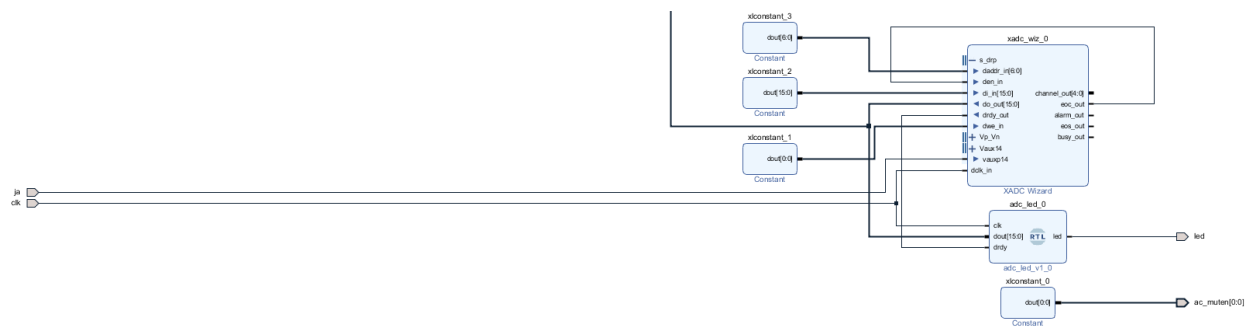 xlconstant_3
dout[6:0]
Constant
xlconstant_2
dout[15:0]
Constant
xlconstant_1
dout[0:0]
Constant
xadc_wiz_0
s_drp
daddr_in[6:0]
den_in
di_in[15:0]
do_out[15:0]
drdy_out
dwe_in
Vp_Vn
Vaux14
vauxp14
dclk_in
channel_out[4:0]
eoc_out
alarm_out
eos_out
busy_out
XADC Wizard
ja
clk
adc_led_0
clk
dout[15:0]
drdy
RTL
led
adc_led_v1_0
led
xlconstant_0
dout[0:0]
Constant
ac_muten[0:0]